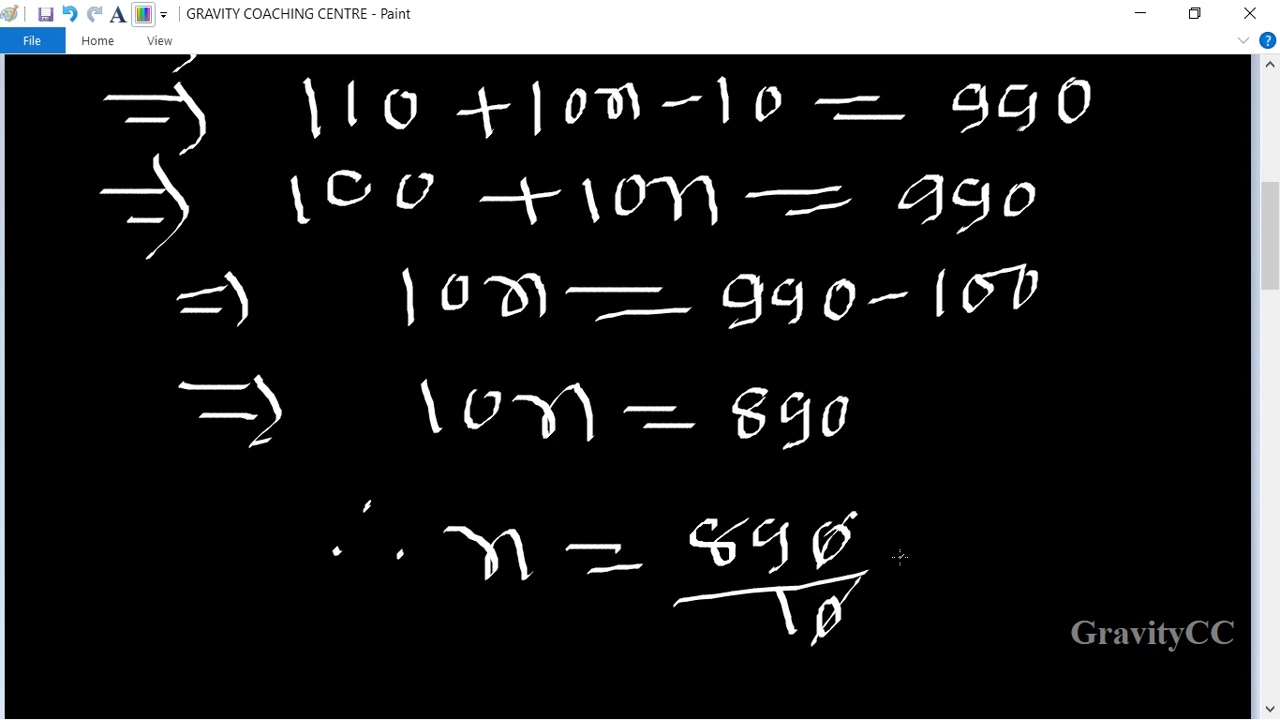 GRAVITY COACHING CENTRE - Paint
File Home View
⇒ 110 + 10n - 10 = 990
⇒ 100 + 10n = 990
⇒ 10n = 990 - 100
⇒ 10n = 890
∴ n = 890/10
GravityCC